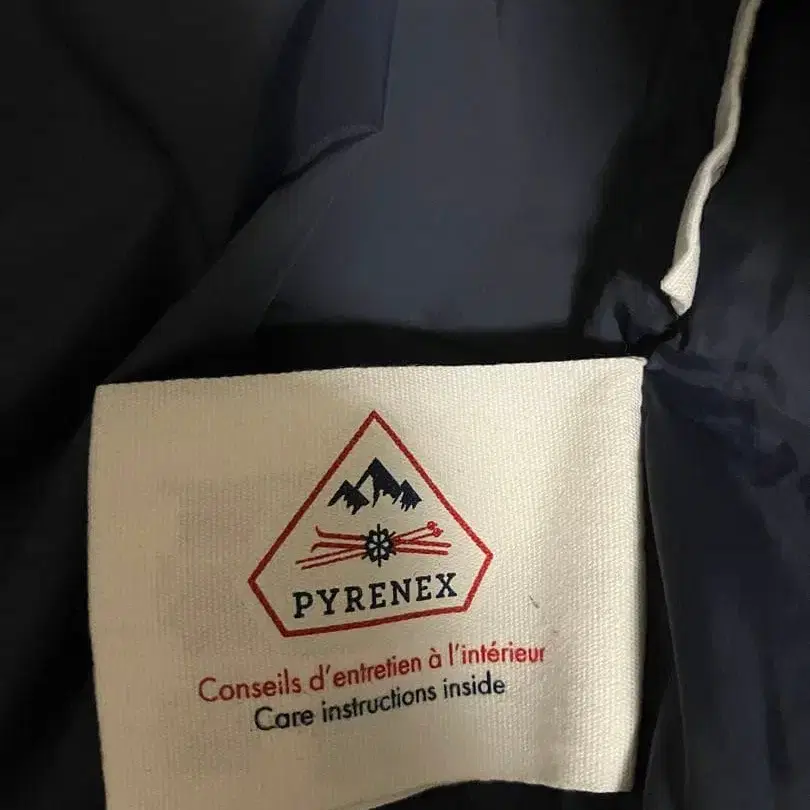 PYRENEX
Conseils d'entretien à l'intérieur
Care instructions inside